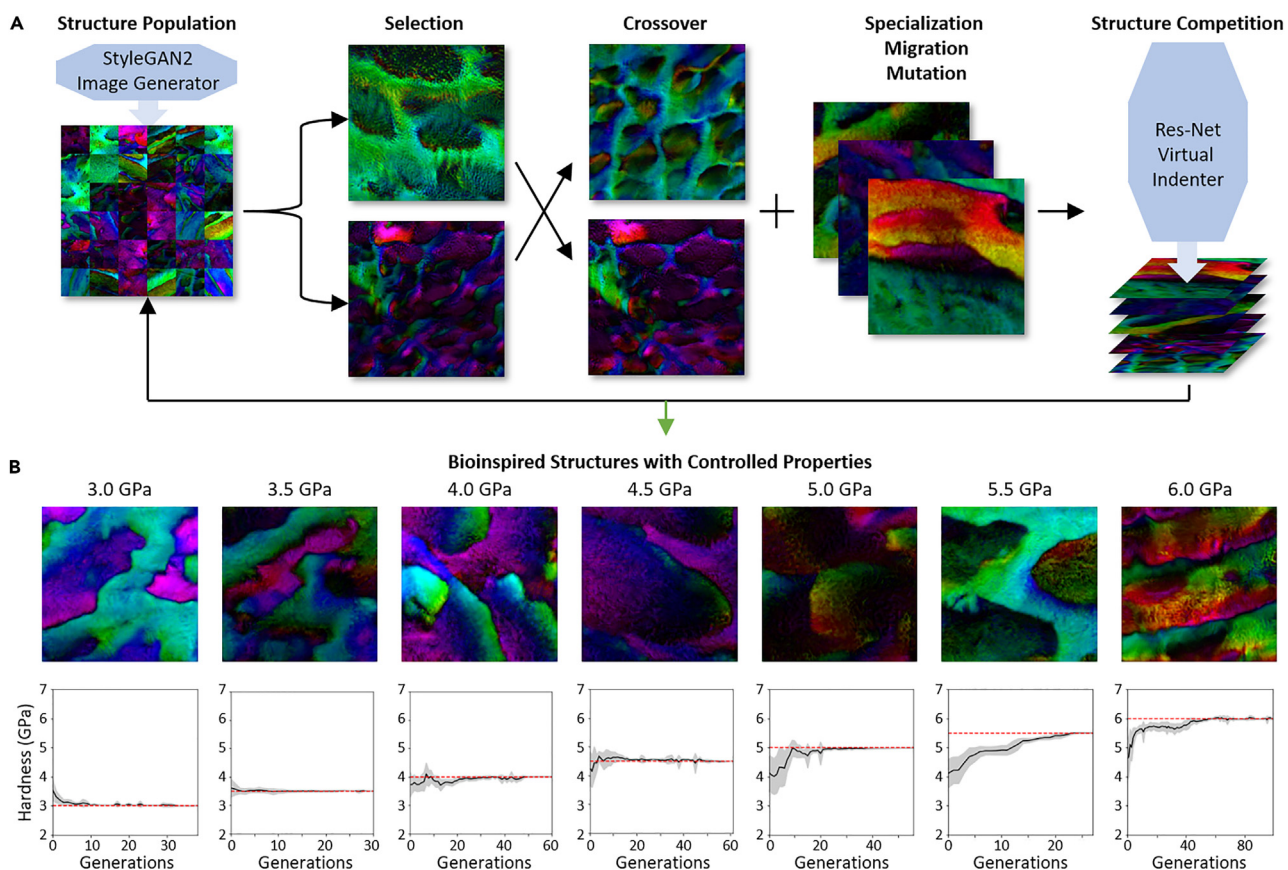 A
Structure Population
StyleGAN2
Image Generator
Selection
Crossover
Specialization
Migration
Mutation
Structure Competition
Res-Net
Virtual
Indenter
B
Bioinspired Structures with Controlled Properties
3.0 GPa
3.5 GPa
4.0 GPa
4.5 GPa
5.0 GPa
5.5 GPa
6.0 GPa
Hardness (GPa)
7
6
5
4
3
2
0
10
20
30
Generations
7
6
5
4
3
2
0
10
20
30
Generations
7
6
5
4
3
2
0
20
40
60
Generations
7
6
5
4
3
2
0
20
40
60
Generations
7
6
5
4
3
2
0
20
40
Generations
7
6
5
4
3
2
0
10
20
Generations
7
6
5
4
3
2
0
20
40
60
80
Generations